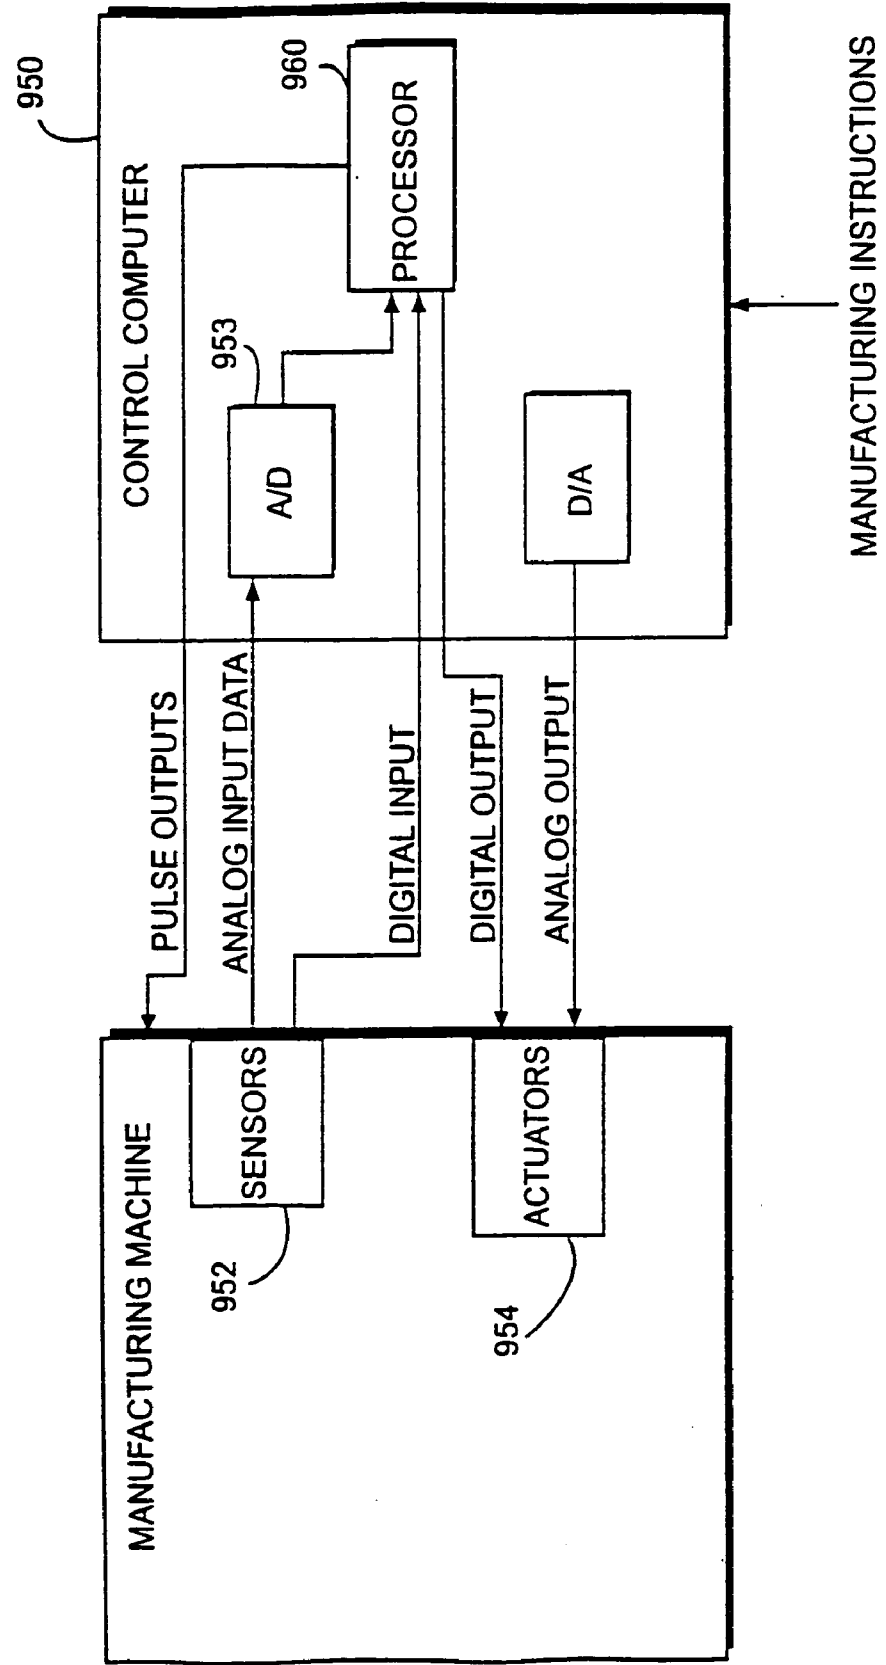 MANUFACTURING MACHINE
SENSORS
952
ACTUATORS
954
PULSE OUTPUTS
ANALOG INPUT DATA
DIGITAL INPUT
DIGITAL OUTPUT
ANALOG OUTPUT
950
CONTROL COMPUTER
960
PROCESSOR
953
A/D
D/A
MANUFACTURING INSTRUCTIONS